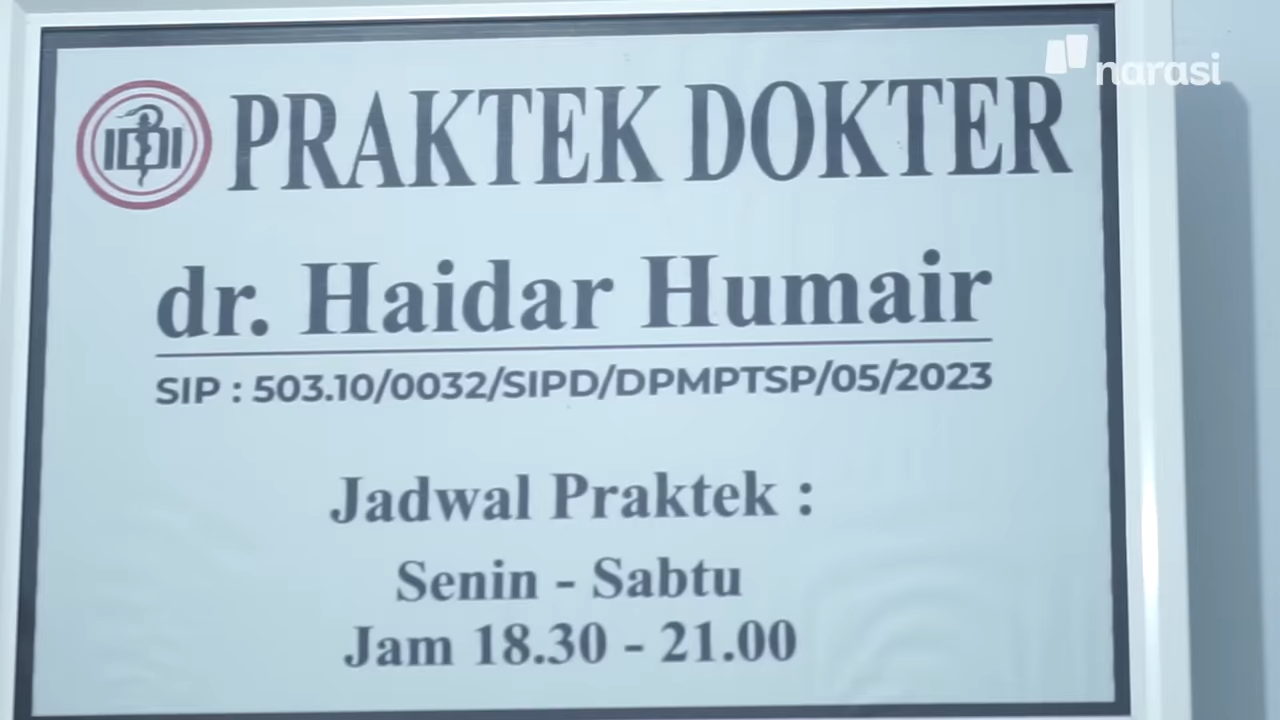 narasi
IDI
PRAKTEK DOKTER
dr. Haidar Humair
SIP : 503.10/0032/SIPD/DPMPTSP/05/2023
Jadwal Praktek :
Senin - Sabtu
Jam 18.30 - 21.00